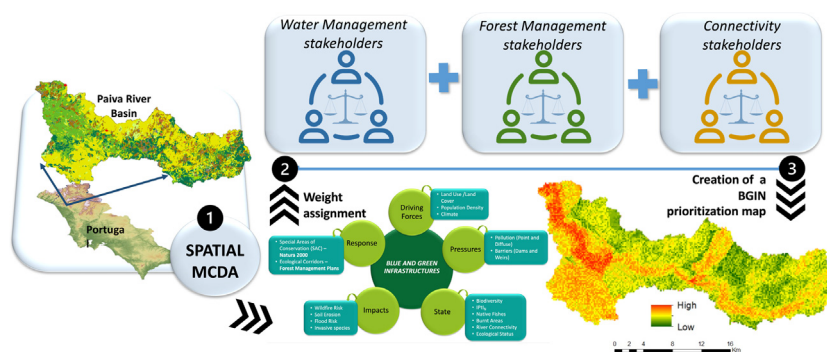 Water Management
stakeholders
Forest Management
stakeholders
Connectivity
stakeholders
Paiva River
Basin
Portuga
l
1
SPATIAL
MCDA
2
Weight
assignment
3
Creation of a
BGIN
prioritization map
BLUE AND GREEN
INFRASTRUCTURES
Driving
Forces
• Land Use /Land
Cover
• Population Density
• Climate
Pressures
• Pollution (Point and
Diffuse)
• Barriers (Dams and
Weirs)
State
• Biodiversity
• IPtIN
• Native Fishes
• Burnt Areas
• River Connectivity
• Ecological Status
Impacts
• Wildfire Risk
• Soil Erosion
• Flood Risk
• Invasive species
Response
• Special Areas of
Conservation (SAC) –
Natura 2000
• Ecological Corridors –
Forest Management Plans
High
Low
0 2 4 8 12 16
Km